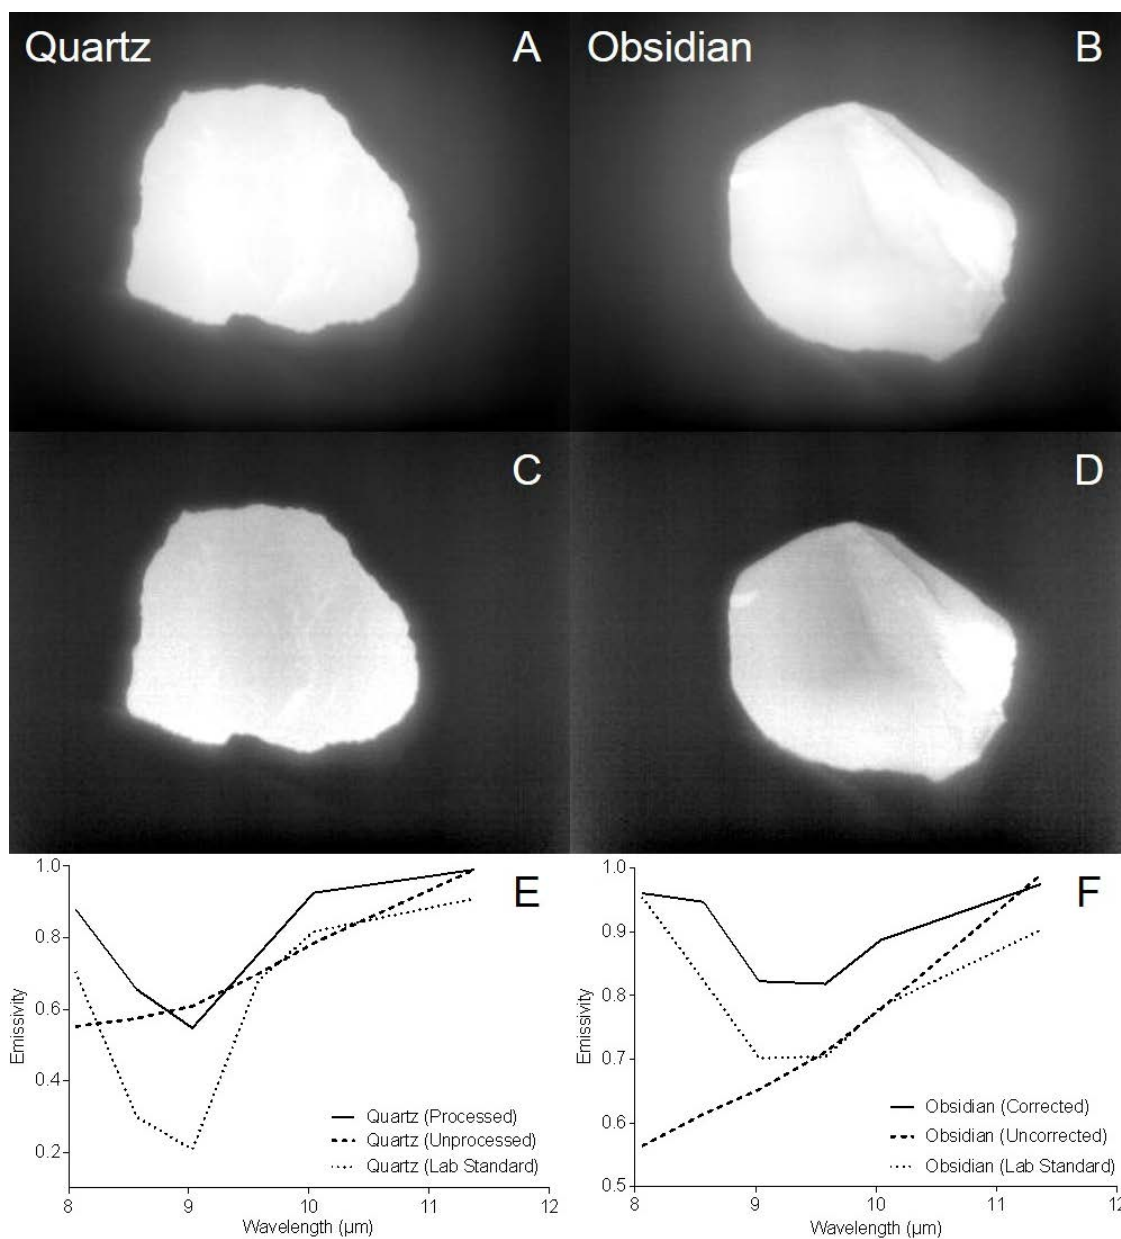 Quartz A
Obsidian B
C
D
E
1.0
0.8
0.6
0.4
0.2
Emissivity
Quartz (Processed)
Quartz (Unprocessed)
Quartz (Lab Standard)
8 9 10 11 12
Wavelength (µm)
F
1.0
0.9
0.8
0.7
0.6
0.5
Emissivity
Obsidian (Corrected)
Obsidian (Uncorrected)
Obsidian (Lab Standard)
8 9 10 11 12
Wavelength (µm)